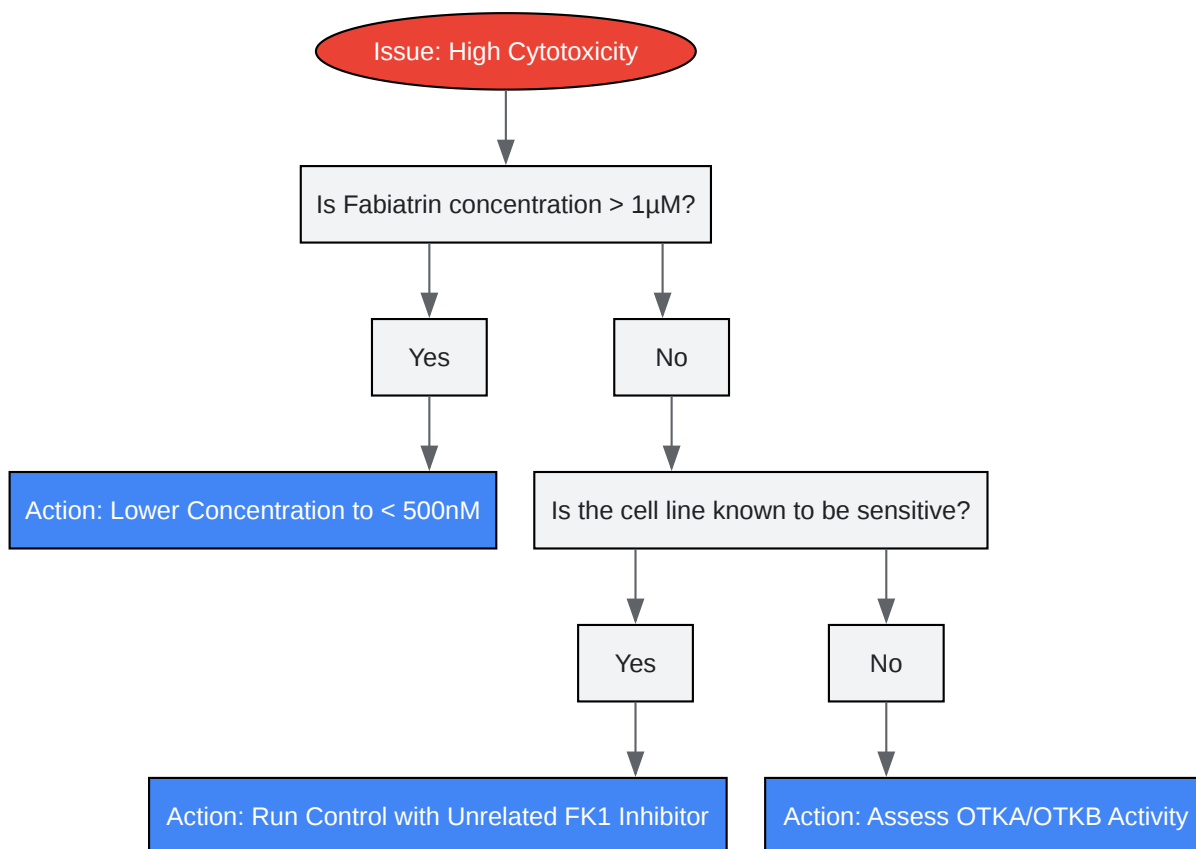 Issue: High Cytotoxicity
Is Fabiatrin concentration > 1µM?
Yes
No
Action: Lower Concentration to < 500nM
Is the cell line known to be sensitive?
Yes
No
Action: Run Control with Unrelated FK1 Inhibitor
Action: Assess OTKA/OTKB Activity